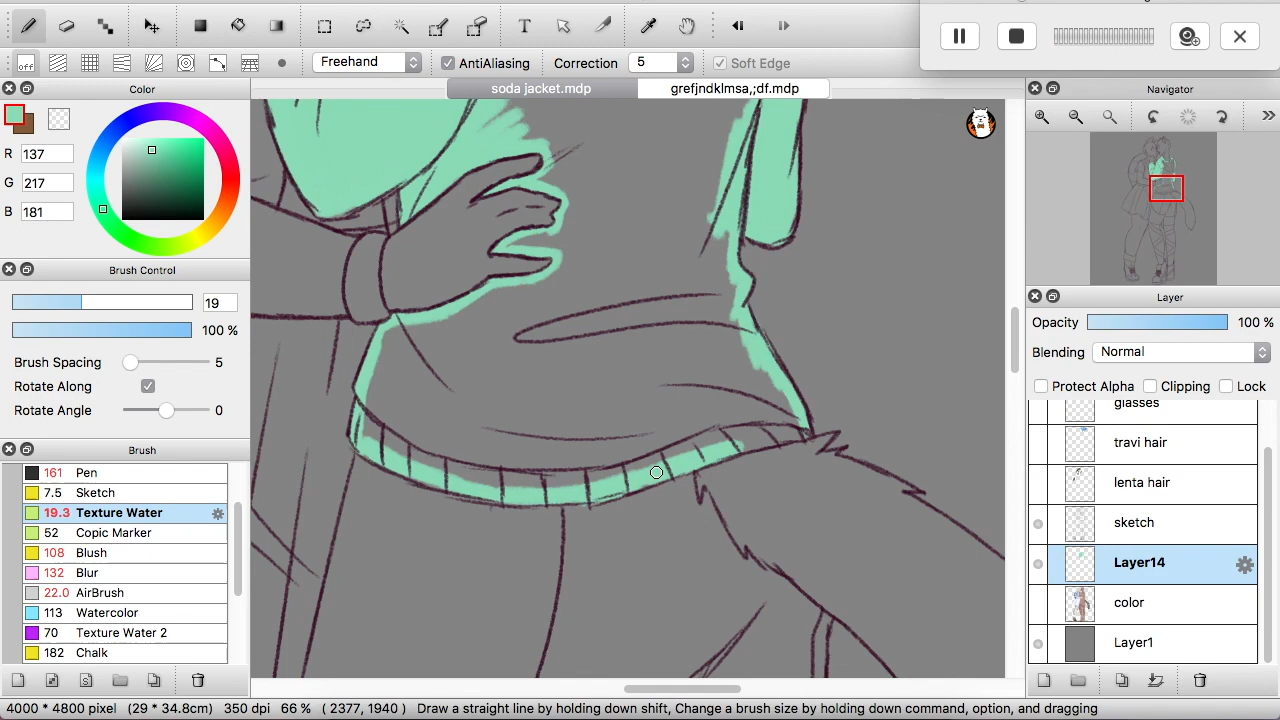 Freehand
AntiAliasing
Correction
5
Soft Edge
Color
soda jacket.mdp
grefjndklmsa,;df.mdp
Navigator
R 137
G 217
B 181
Brush Control
19
100 %
Brush Spacing 5
Rotate Along
Rotate Angle 0
Layer
Opacity 100 %
Blending Normal
Protect Alpha Clipping Lock
glasses
travi hair
lenta hair
sketch
Layer14
color
Layer1
Brush
161 Pen
7.5 Sketch
19.3 Texture Water
52 Copic Marker
108 Blush
132 Blur
22.0 AirBrush
113 Watercolor
70 Texture Water 2
182 Chalk
off
T
4000 * 4800 pixel (29 * 34.8cm) 350 dpi 66 % ( 2377, 1940 ) Draw a straight line by holding down shift, Change a brush size by holding down command, option, and dragging